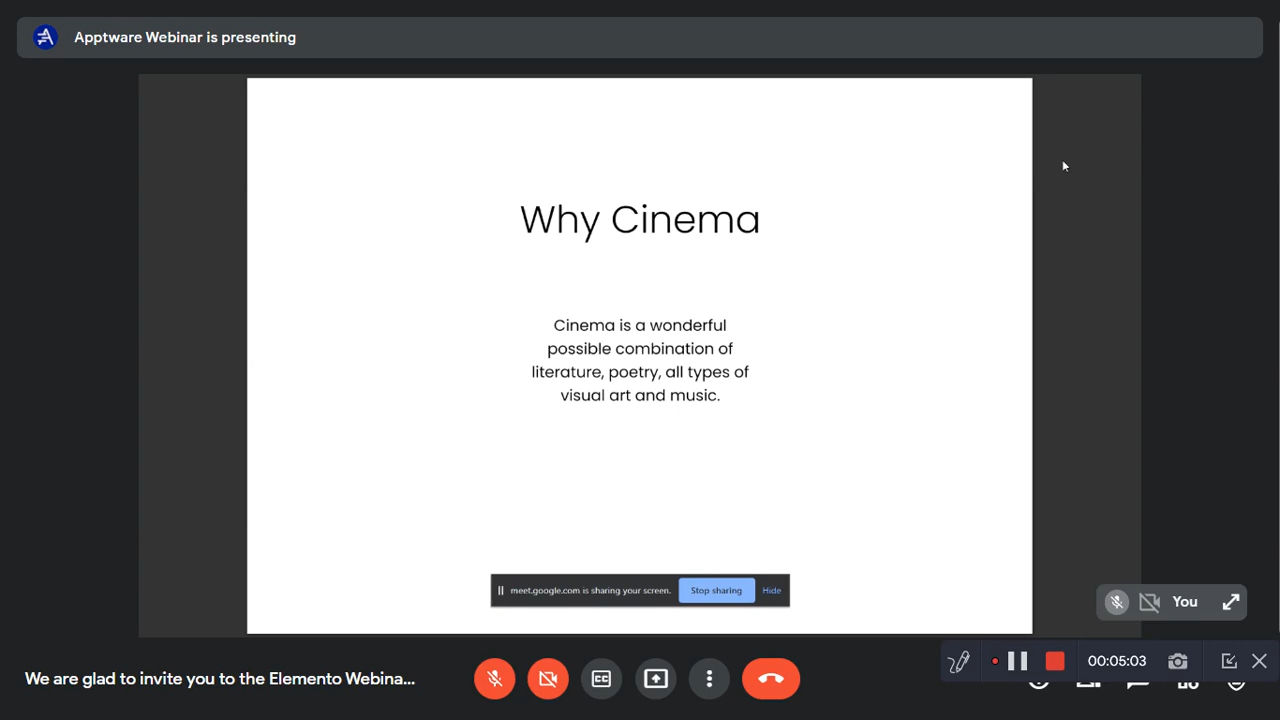 Apptware Webinar is presenting
Why Cinema
Cinema is a wonderful
possible combination of
literature, poetry, all types of
visual art and music.
meet.google.com is sharing your screen. Stop sharing Hide
You
00:05:03
We are glad to invite you to the Elemento Webina...
CC